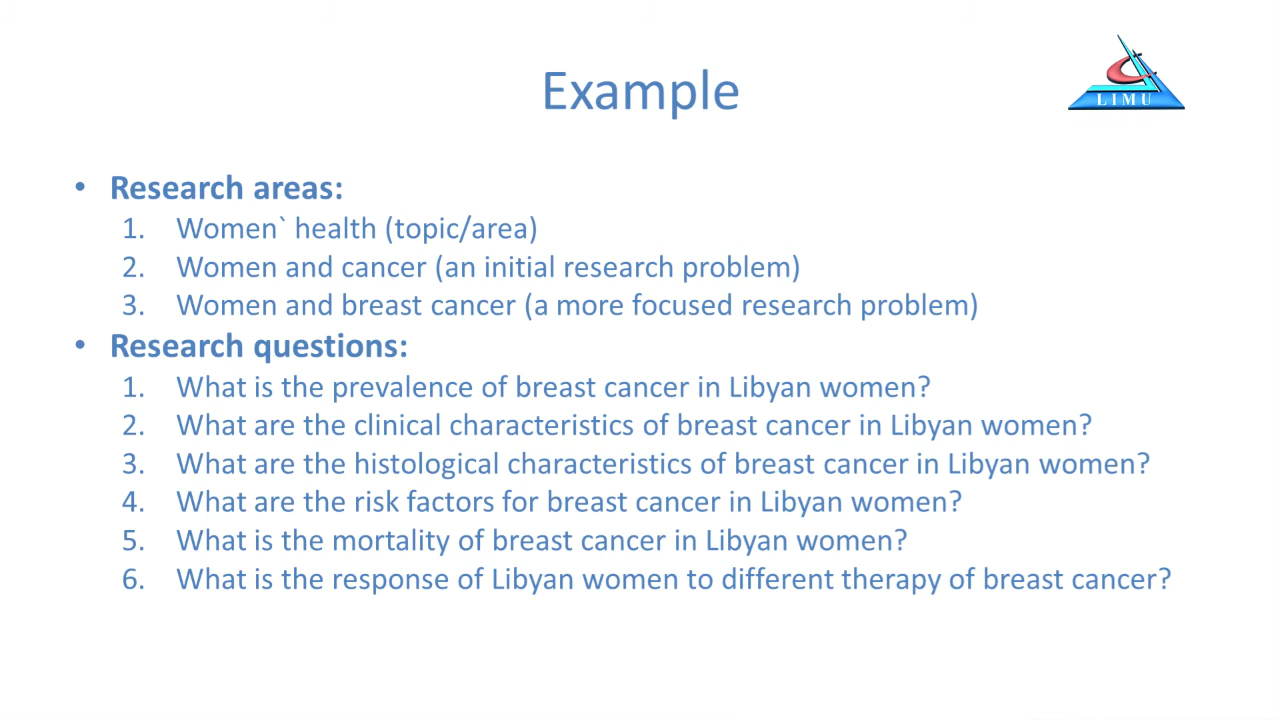 LIMU
Example
• Research areas:
1. Women` health (topic/area)
2. Women and cancer (an initial research problem)
3. Women and breast cancer (a more focused research problem)
• Research questions:
1. What is the prevalence of breast cancer in Libyan women?
2. What are the clinical characteristics of breast cancer in Libyan women?
3. What are the histological characteristics of breast cancer in Libyan women?
4. What are the risk factors for breast cancer in Libyan women?
5. What is the mortality of breast cancer in Libyan women?
6. What is the response of Libyan women to different therapy of breast cancer?